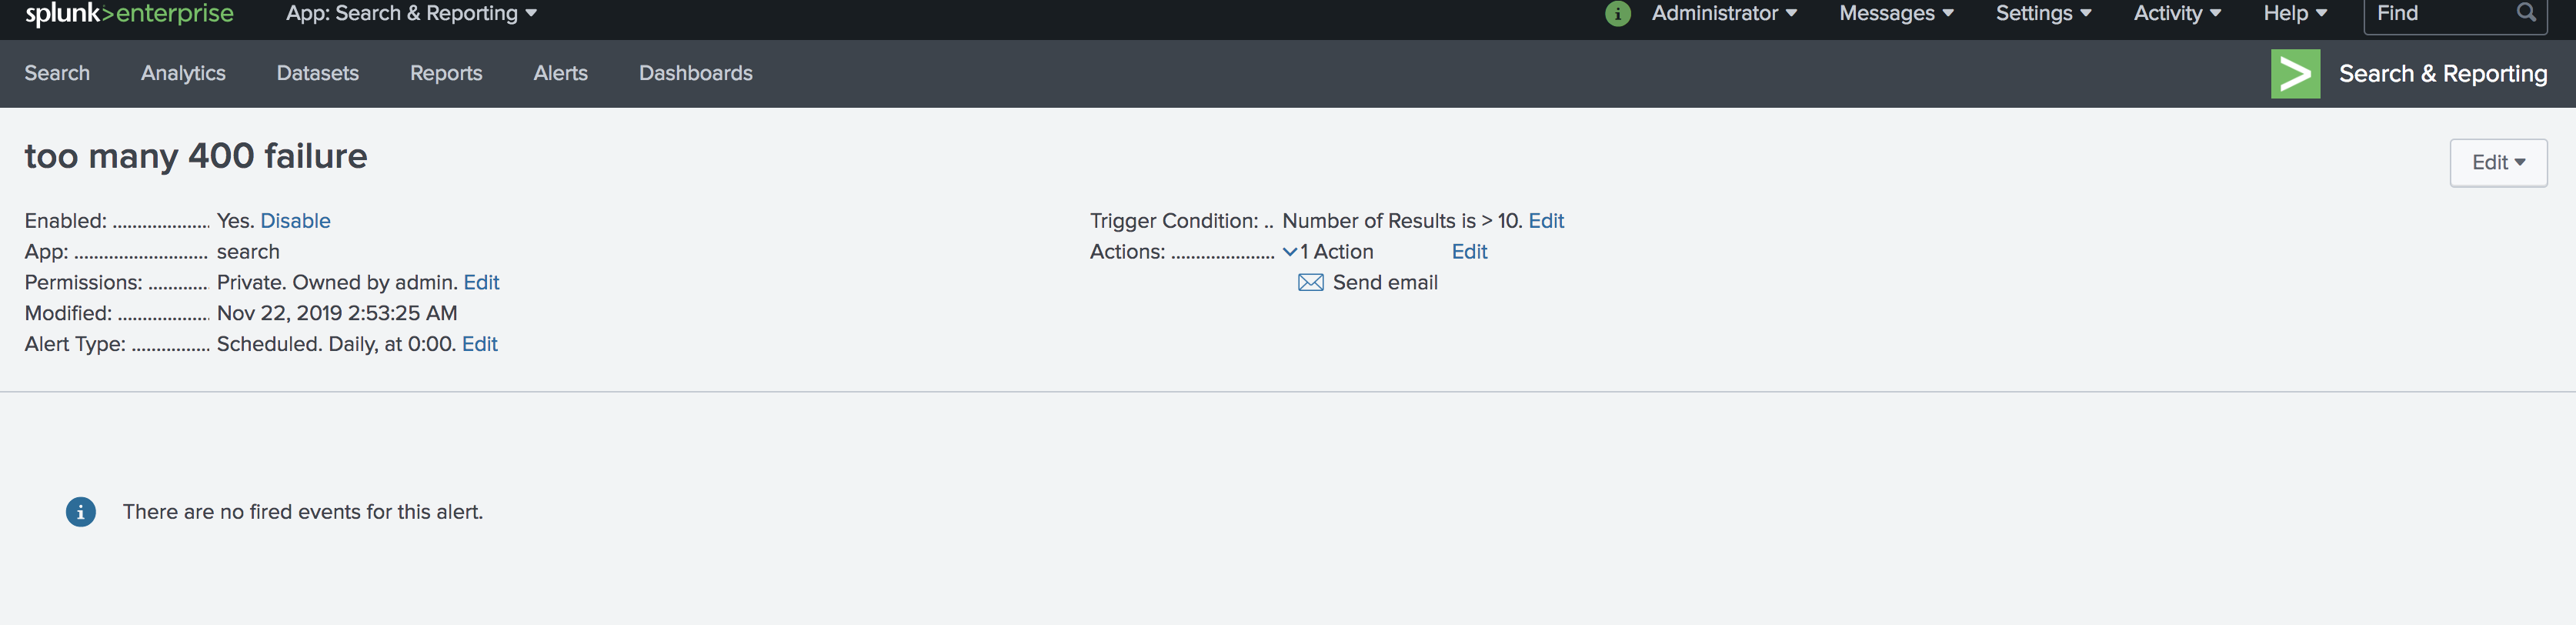 splunk>enterprise App: Search & Reporting i Administrator Messages Settings Activity Help Find
Search Analytics Datasets Reports Alerts Dashboards > Search & Reporting
too many 400 failure
Edit
Enabled: ................... Yes. Disable
App: ........................... search
Permissions: ............ Private. Owned by admin. Edit
Modified: .................. Nov 22, 2019 2:53:25 AM
Alert Type: ................ Scheduled. Daily, at 0:00. Edit
Trigger Condition: .. Number of Results is > 10. Edit
Actions: ..................... 1 Action Edit
Send email
i There are no fired events for this alert.